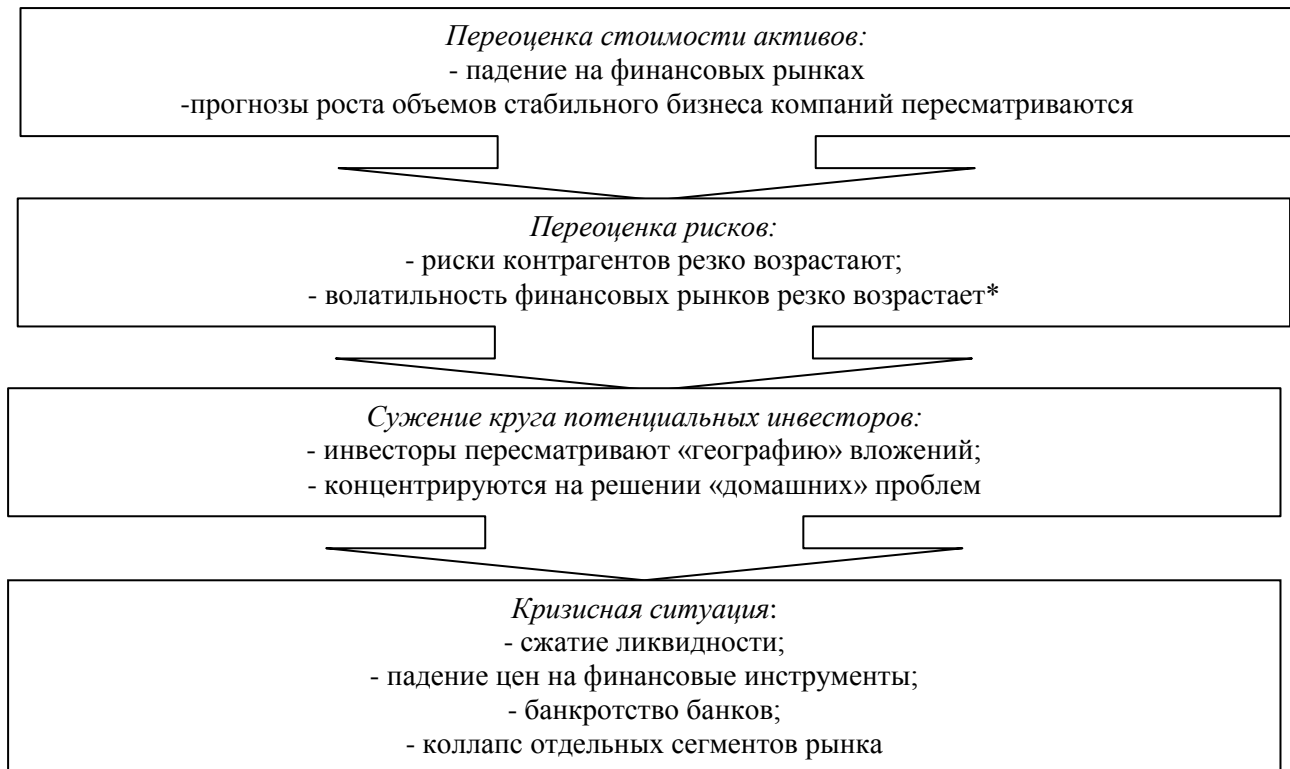 Переоценка стоимости активов:
- падение на финансовых рынках
-прогнозы роста объемов стабильного бизнеса компаний пересматриваются
Переоценка рисков:
- риски контрагентов резко возрастают;
- волатильность финансовых рынков резко возрастает*
Сужение круга потенциальных инвесторов:
- инвесторы пересматривают «географию» вложений;
- концентрируются на решении «домашних» проблем
Кризисная ситуация:
- сжатие ликвидности;
- падение цен на финансовые инструменты;
- банкротство банков;
- коллапс отдельных сегментов рынка